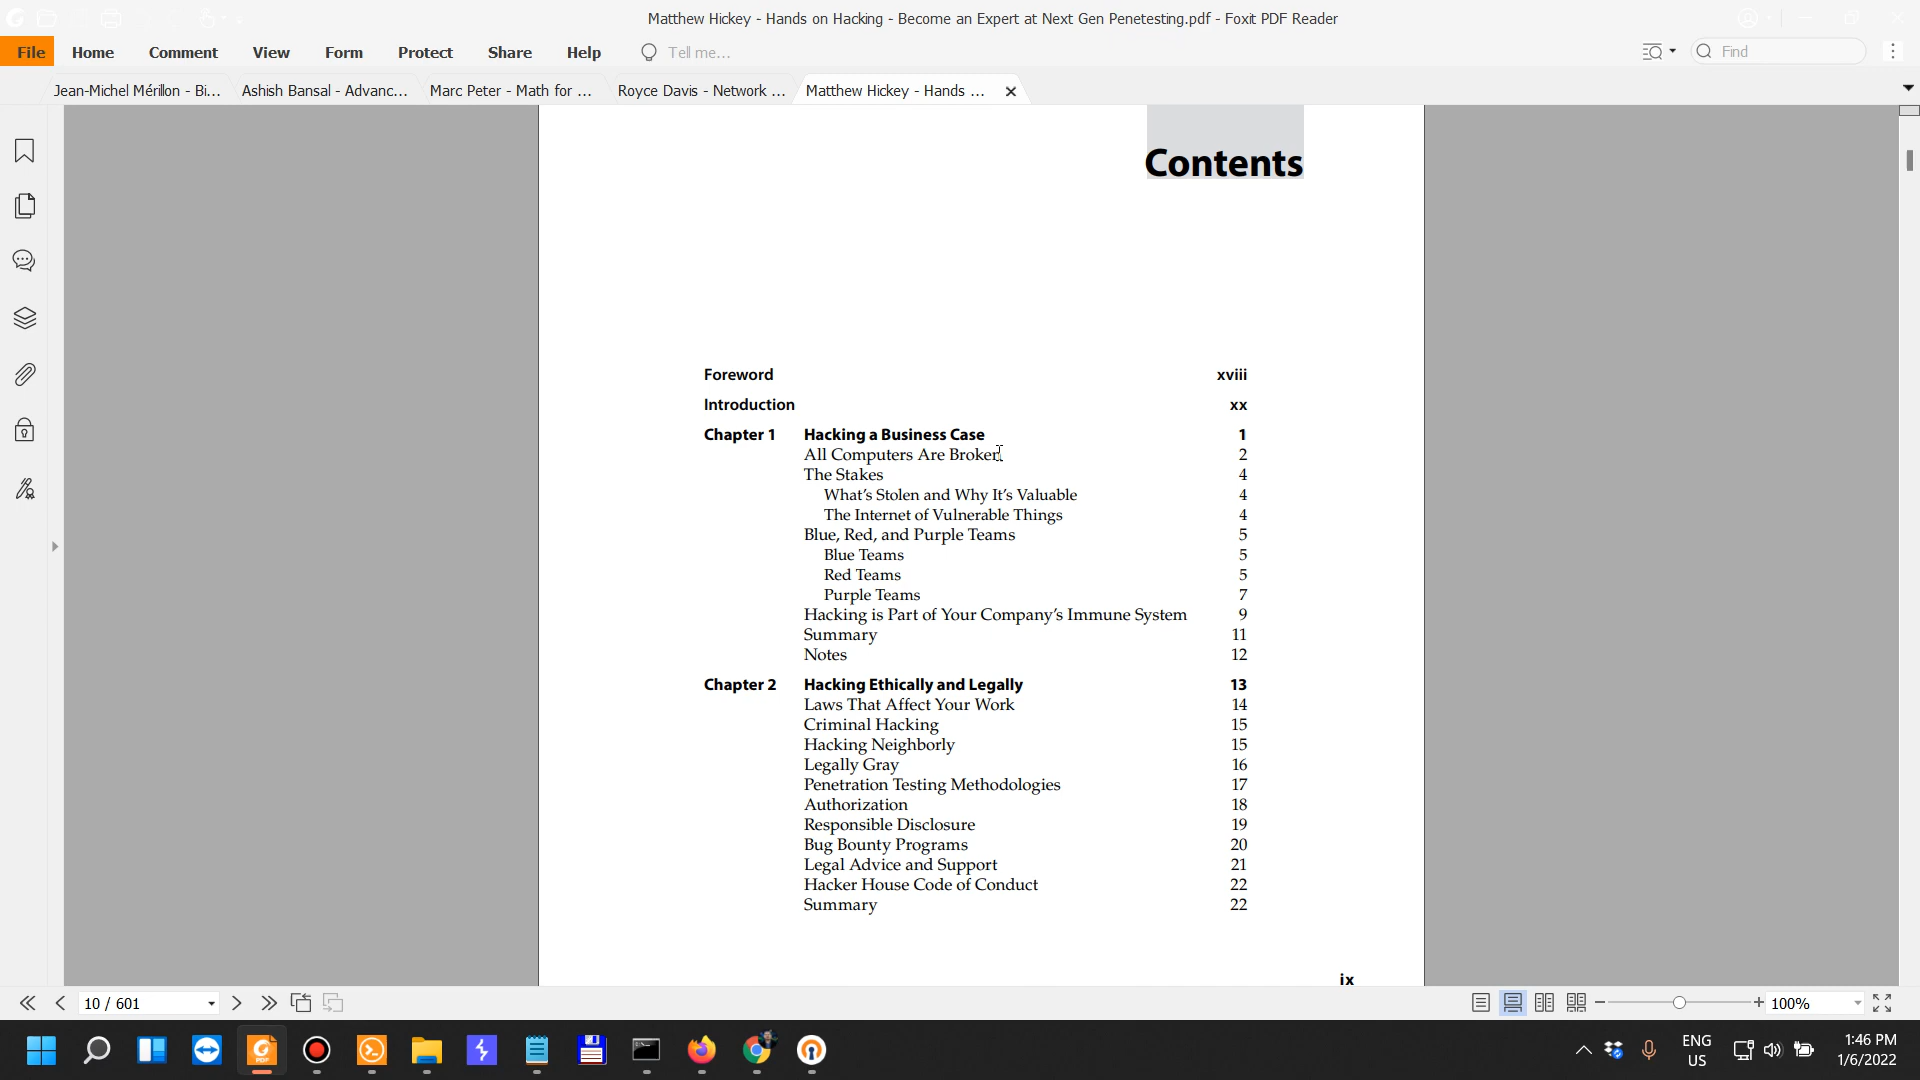 Matthew Hickey - Hands on Hacking - Become an Expert at Next Gen Penetesting.pdf - Foxit PDF Reader
File Home Comment View Form Protect Share Help Tell me... Find
Jean-Michel Mérillon - Bi... Ashish Bansal - Advanc... Marc Peter - Math for ... Royce Davis - Network ... Matthew Hickey - Hands ...
Contents
Foreword xviii
Introduction xx
Chapter 1 Hacking a Business Case 1
All Computers Are Broken 2
The Stakes 4
What's Stolen and Why It's Valuable 4
The Internet of Vulnerable Things 4
Blue, Red, and Purple Teams 5
Blue Teams 5
Red Teams 5
Purple Teams 7
Hacking is Part of Your Company's Immune System 9
Summary 11
Notes 12
Chapter 2 Hacking Ethically and Legally 13
Laws That Affect Your Work 14
Criminal Hacking 15
Hacking Neighborly 15
Legally Gray 16
Penetration Testing Methodologies 17
Authorization 18
Responsible Disclosure 19
Bug Bounty Programs 20
Legal Advice and Support 21
Hacker House Code of Conduct 22
Summary 22
ix
10 / 601 100%
ENG 1:46 PM
US 1/6/2022